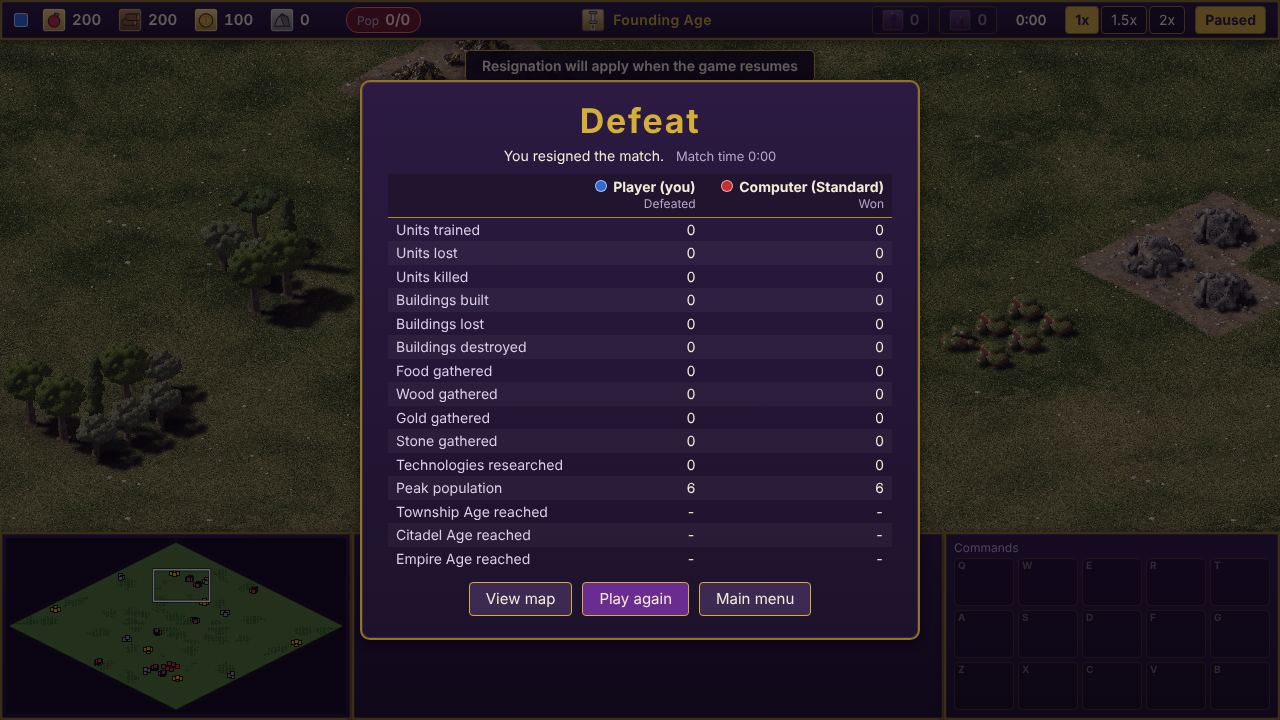 200 200 100 0 Pop 0/0 Founding Age 0 0 0:00 1x 1.5x 2x Paused
Resignation will apply when the game resumes
Defeat
You resigned the match. Match time 0:00
Player (you) Computer (Standard)
Defeated Won
Units trained 0 0
Units lost 0 0
Units killed 0 0
Buildings built 0 0
Buildings lost 0 0
Buildings destroyed 0 0
Food gathered 0 0
Wood gathered 0 0
Gold gathered 0 0
Stone gathered 0 0
Technologies researched 0 0
Peak population 6 6
Township Age reached - -
Citadel Age reached - -
Empire Age reached - -
View map Play again Main menu
Commands
Q W E R T
A S D F G
Z X C V B